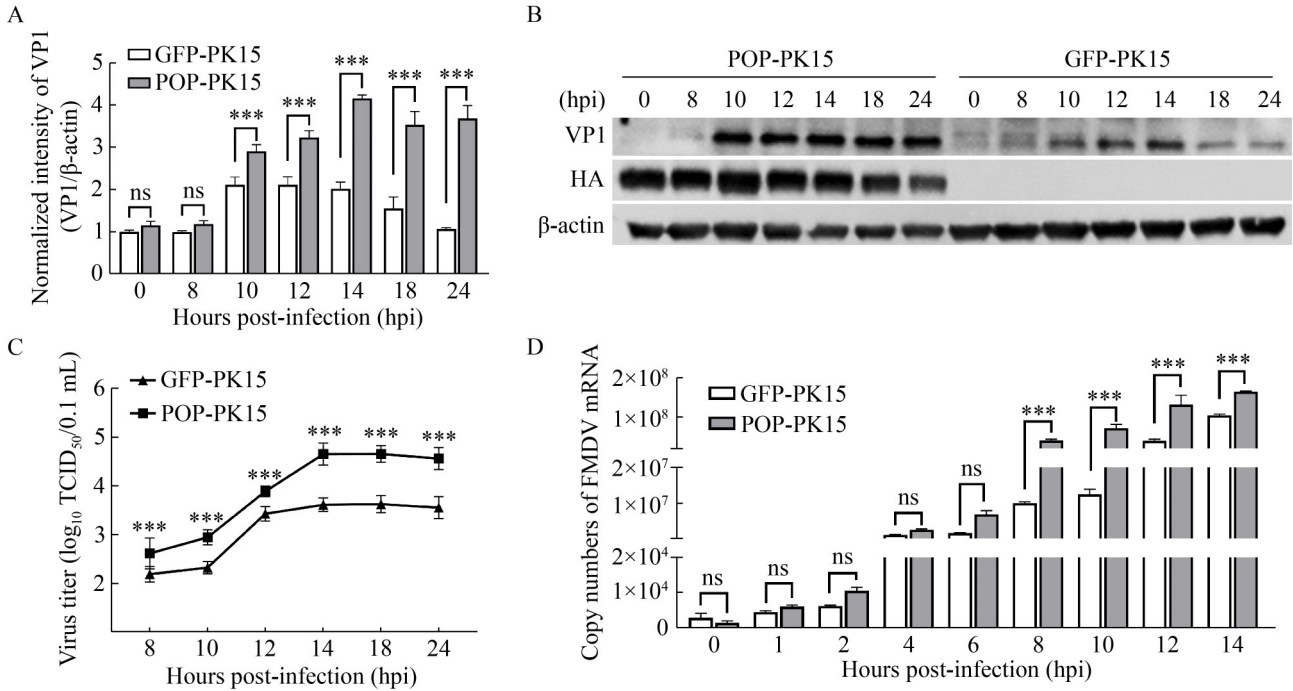 A
Normalized intensity of VP1
(VP1/β-actin)
GFP-PK15
POP-PK15
5
4
3
2
1
0
ns
ns
***
***
***
***
***
0 8 10 12 14 18 24
Hours post-infection (hpi)
B
POP-PK15 GFP-PK15
(hpi) 0 8 10 12 14 18 24 0 8 10 12 14 18 24
VP1
HA
β-actin
C
Virus titer (log10 TCID50/0.1 mL)
GFP-PK15
POP-PK15
6
5
4
3
2
***
***
***
***
***
***
8 10 12 14 18 24
Hours post-infection (hpi)
D
Copy numbers of FMDV mRNA
GFP-PK15
POP-PK15
2×10⁸
1×10⁸
2×10⁷
1×10⁷
2×10⁴
1×10⁴
0
ns
ns
ns
ns
ns
***
***
***
***
0 1 2 4 6 8 10 12 14
Hours post-infection (hpi)